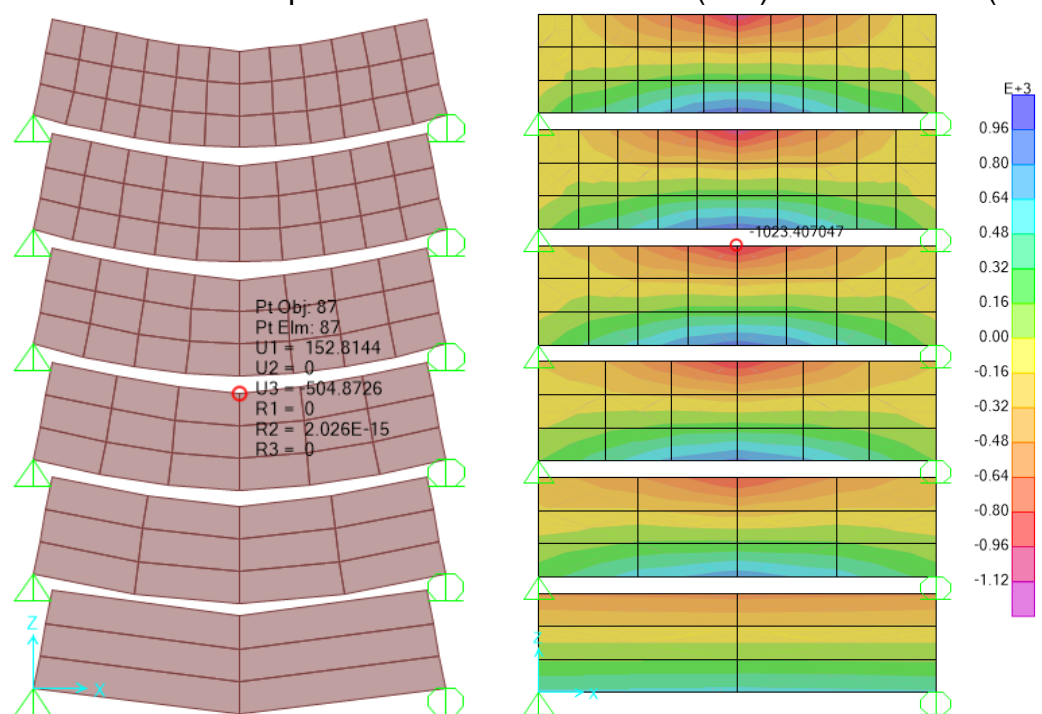 Pt Obj: 87
Pt Elm: 87
U1 = 152.8144
U2 = 0
U3 = -504.8726
R1 = 0
R2 = 2.026E-15
R3 = 0
Z
X
-1023.407047
Z
X
E+3
0.96
0.80
0.64
0.48
0.32
0.16
0.00
-0.16
-0.32
-0.48
-0.64
-0.80
-0.96
-1.12